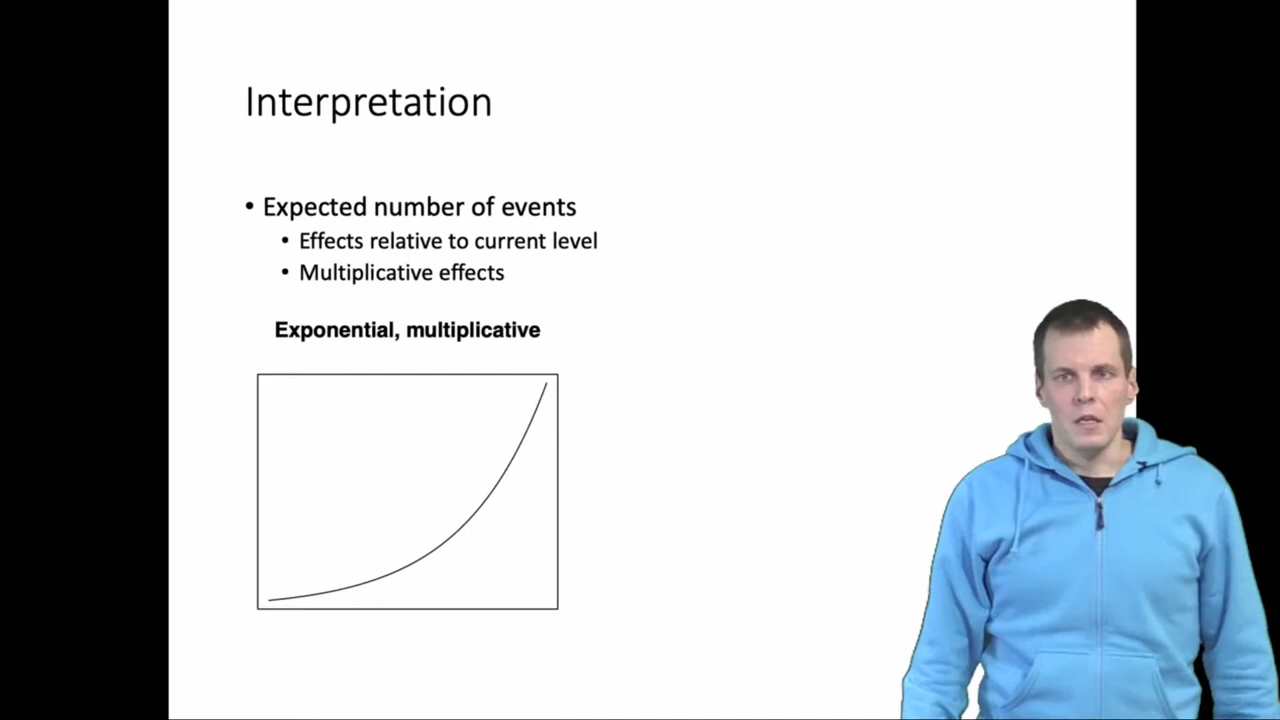 Interpretation
• Expected number of events
• Effects relative to current level
• Multiplicative effects
Exponential, multiplicative